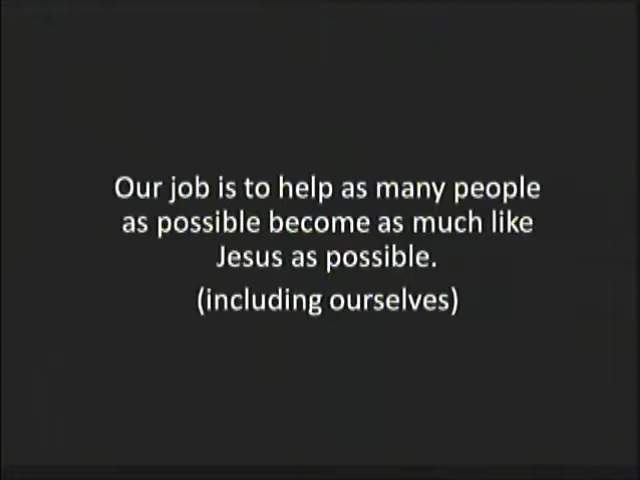 Our job is to help as many people
as possible become as much like
Jesus as possible.
(including ourselves)